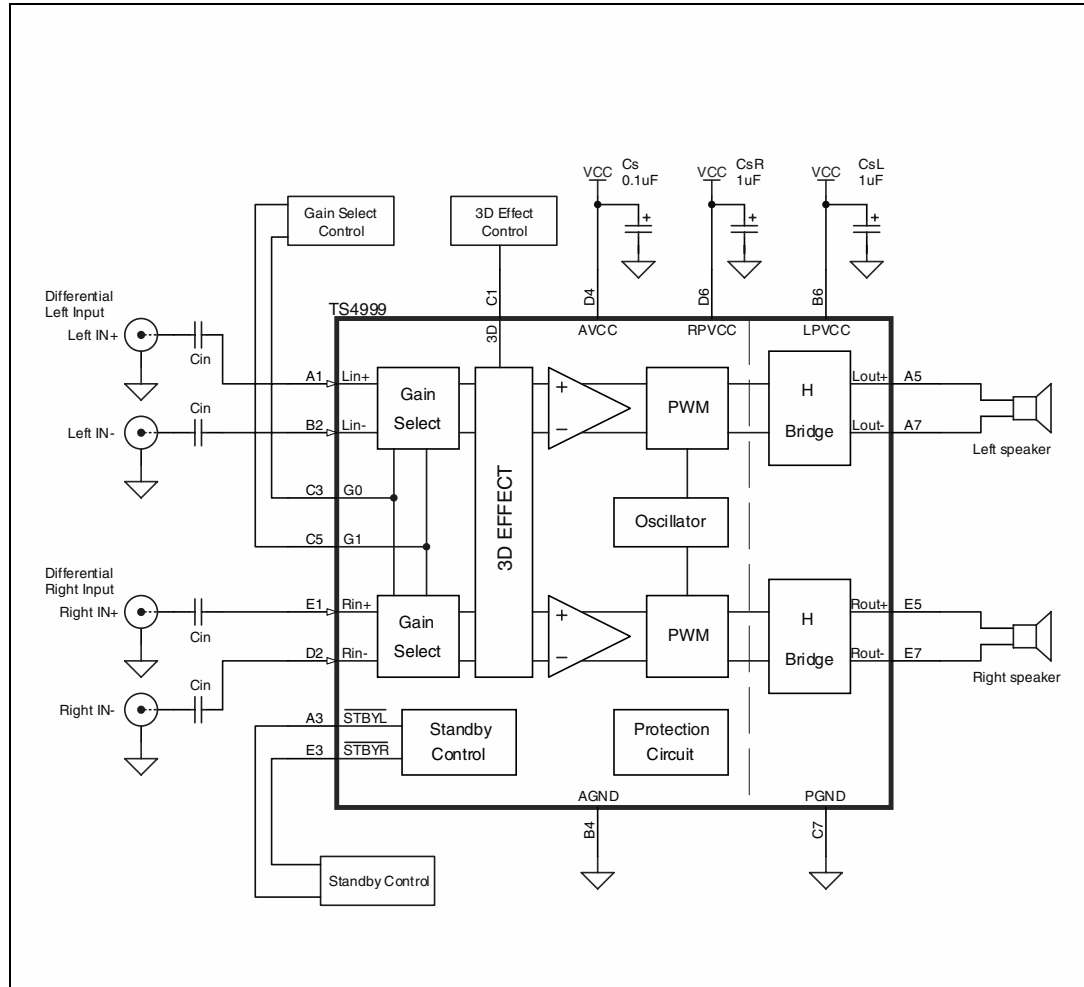 VCC
Cs
0.1uF
VCC
CsR
1uF
VCC
CsL
1uF
Gain Select
Control
3D Effect
Control
C1
D4
D6
B6
TS4999
3D
AVCC
RPVCC
LPVCC
Differential
Left Input
Left IN+
Cin
A1
Lin+
Gain
Select
3D EFFECT
+
−
PWM
H
Bridge
Lout+
A5
Left IN-
Cin
B2
Lin-
Lout-
A7
Left speaker
C3
G0
Oscillator
C5
G1
Differential
Right Input
Right IN+
Cin
E1
Rin+
Gain
Select
+
−
PWM
H
Bridge
Rout+
E5
Right IN-
Cin
D2
Rin-
Rout-
E7
Right speaker
A3
STBYL
Standby
Control
Protection
Circuit
E3
STBYR
AGND
PGND
B4
C7
Standby Control